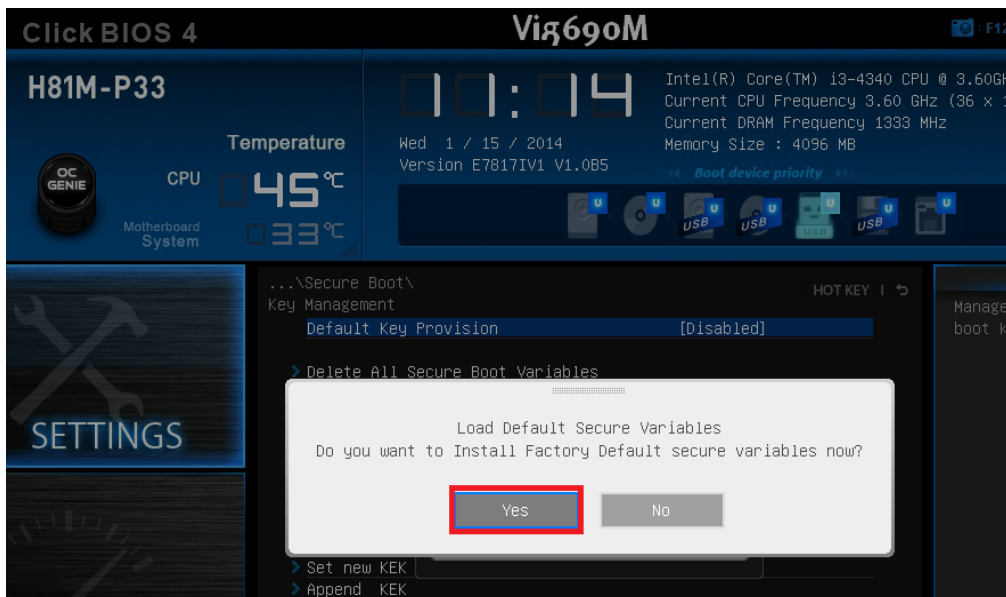 Click BIOS 4
Vig690M
: F12
H81M-P33
11:14
Intel(R) Core(TM) i3-4340 CPU @ 3.60GH
Current CPU Frequency 3.60 GHz (36 x 1
Current DRAM Frequency 1333 MHz
Memory Size : 4096 MB
Temperature
Wed 1 / 15 / 2014
Version E7817IV1 V1.0B5
Boot device priority
OC
GENIE
CPU
45°C
Motherboard
System
33°C
U
U
U
USB
U
USB
U
USB
U
USB
U
...\Secure Boot\
Key Management
HOT KEY
Default Key Provision [Disabled]
Manage
boot k
Delete All Secure Boot Variables
SETTINGS
Load Default Secure Variables
Do you want to Install Factory Default secure variables now?
Yes No
Set new KEK
Append KEK